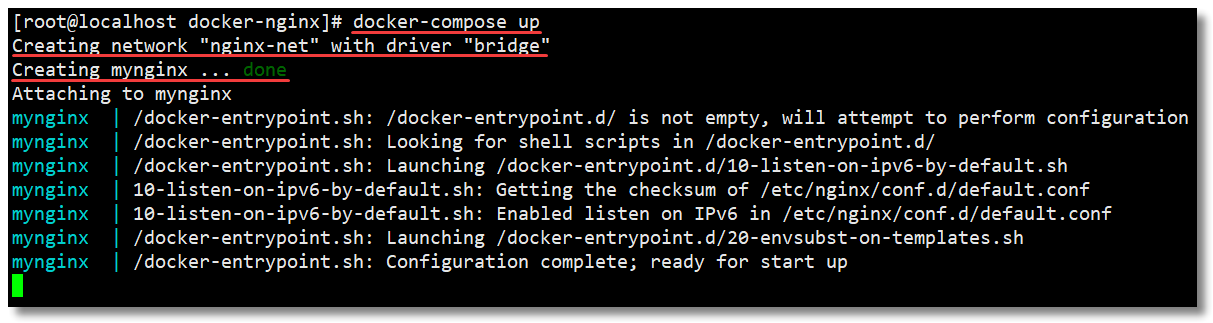 [root@localhost docker-nginx]# docker-compose up
Creating network "nginx-net" with driver "bridge"
Creating mynginx ... done
Attaching to mynginx
mynginx  | /docker-entrypoint.sh: /docker-entrypoint.d/ is not empty, will attempt to perform configuration
mynginx  | /docker-entrypoint.sh: Looking for shell scripts in /docker-entrypoint.d/
mynginx  | /docker-entrypoint.sh: Launching /docker-entrypoint.d/10-listen-on-ipv6-by-default.sh
mynginx  | 10-listen-on-ipv6-by-default.sh: Getting the checksum of /etc/nginx/conf.d/default.conf
mynginx  | 10-listen-on-ipv6-by-default.sh: Enabled listen on IPv6 in /etc/nginx/conf.d/default.conf
mynginx  | /docker-entrypoint.sh: Launching /docker-entrypoint.d/20-envsubst-on-templates.sh
mynginx  | /docker-entrypoint.sh: Configuration complete; ready for start up